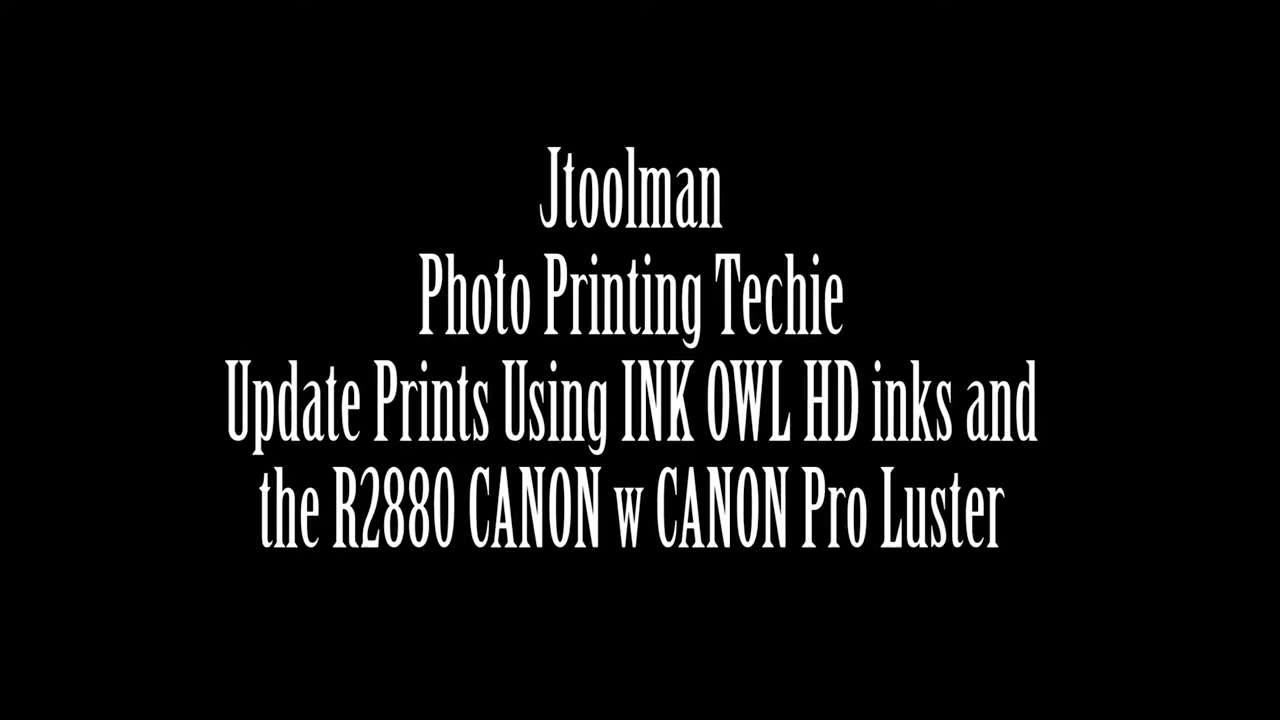 Jtoolman
Photo Printing Techie
Update Prints Using INK OWL HD inks and
the R2880 CANON w CANON Pro Luster